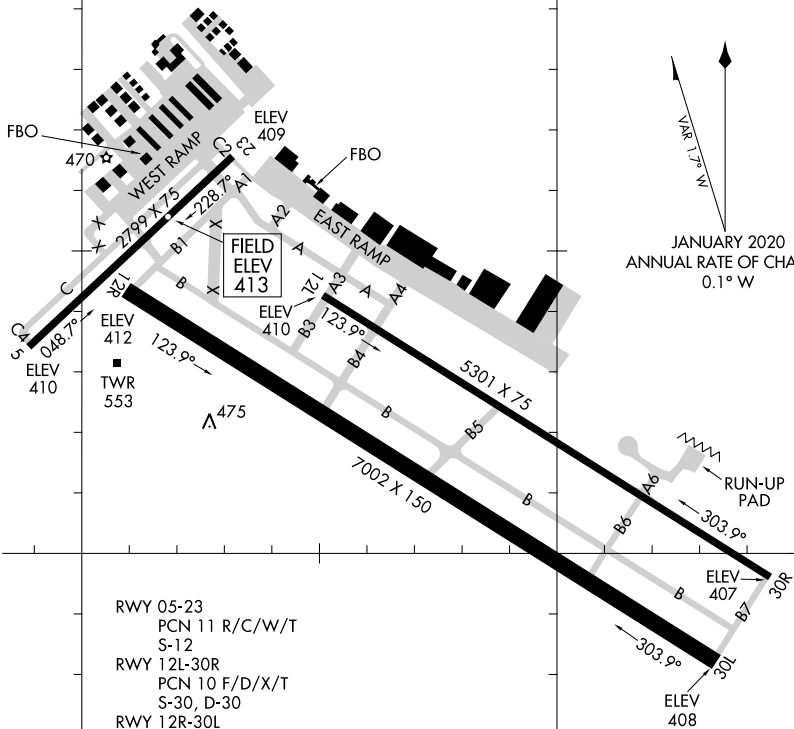 FBO
470
WEST RAMP
C2
23
ELEV
409
FBO
VAR 1.7° W
JANUARY 2020
ANNUAL RATE OF CHA
0.1° W
2799 X 75
228.7°
A1
A2
EAST RAMP
X
X
X
X
B1
A
FIELD
ELEV
413
C
B
12R
12L
A3
A
A4
ELEV
410
B3
123.9°
B4
C4
5
048.7°
ELEV
410
ELEV
412
123.9°
TWR
553
475
5301 X 75
B
B5
7002 X 150
B
A6
RUN-UP
PAD
B6
303.9°
ELEV
407
30R
B
B7
303.9°
30L
ELEV
408
RWY 05-23
PCN 11 R/C/W/T
S-12
RWY 12L-30R
PCN 10 F/D/X/T
S-30, D-30
RWY 12R-30L